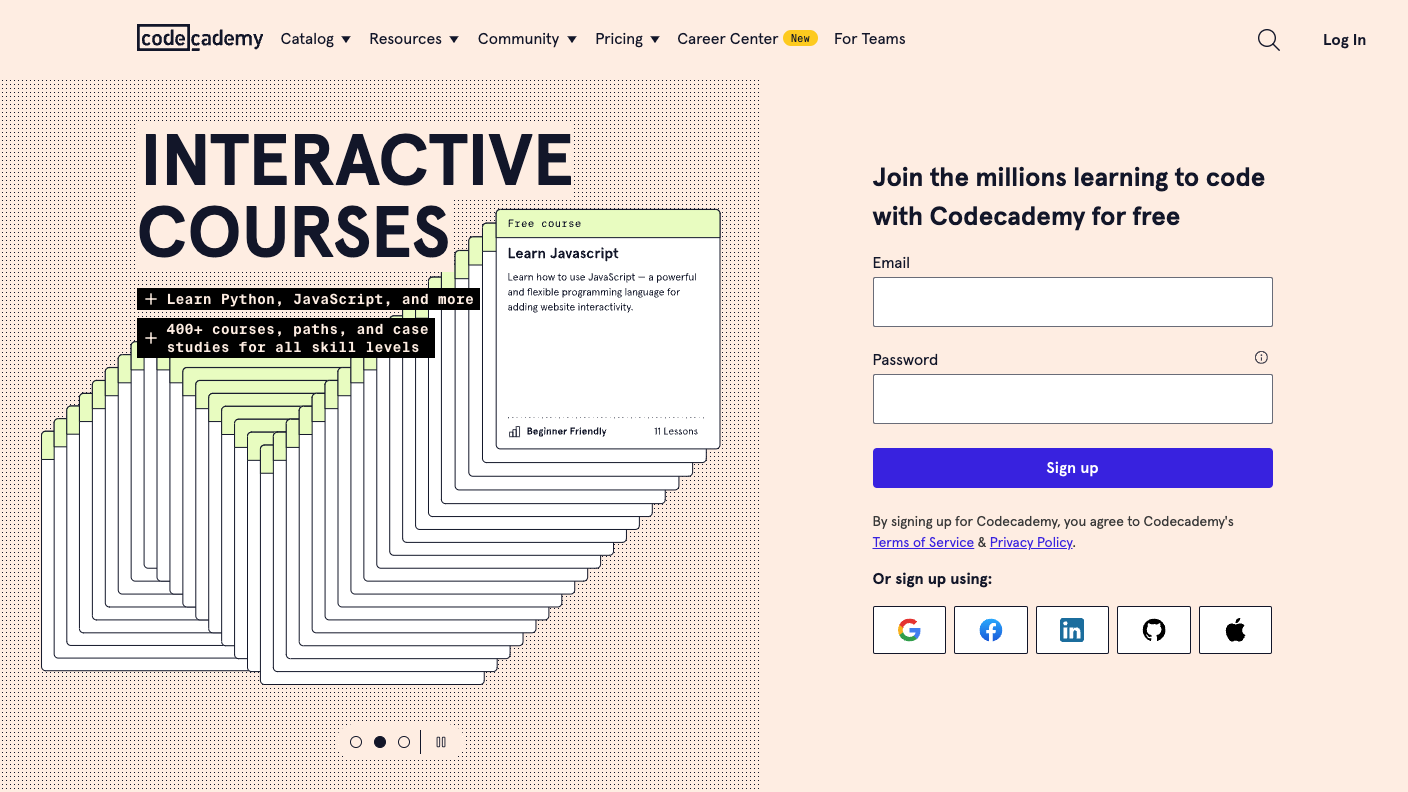 codecademy
Catalog
Resources
Community
Pricing
Career Center New
For Teams
Log In
INTERACTIVE
COURSES
Learn Python, JavaScript, and more
400+ courses, paths, and case
studies for all skill levels
Free course
Learn Javascript
Learn how to use JavaScript — a powerful
and flexible programming language for
adding website interactivity.
Beginner Friendly
11 Lessons
Join the millions learning to code
with Codecademy for free
Email
Password
Sign up
By signing up for Codecademy, you agree to Codecademy's
Terms of Service & Privacy Policy.
Or sign up using: